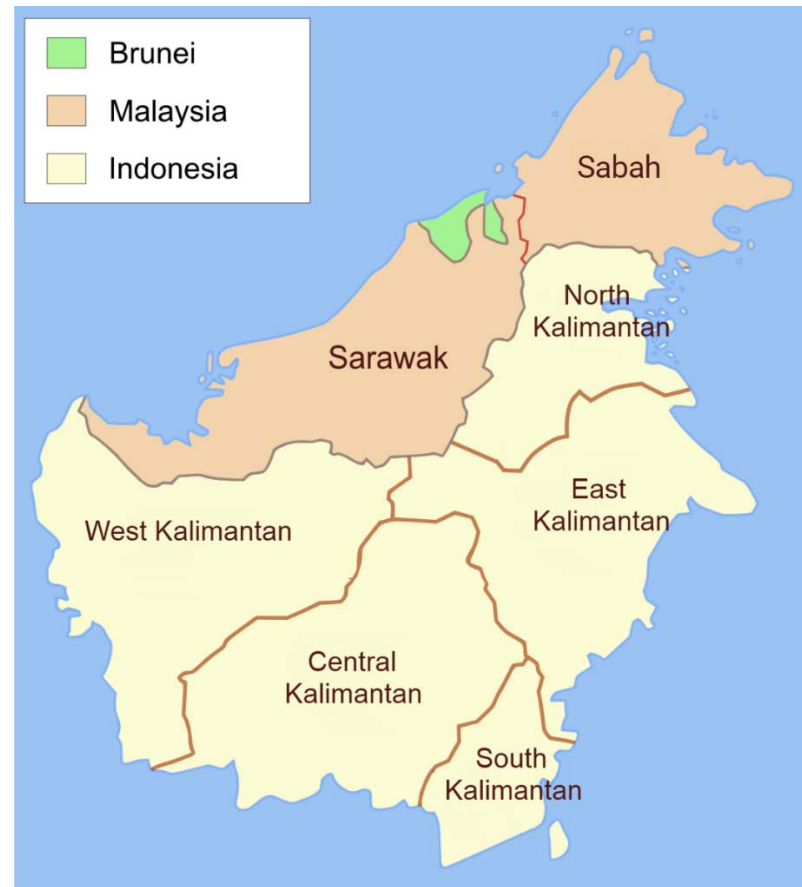 Brunei
Malaysia
Indonesia
Sabah
North
Kalimantan
Sarawak
East
Kalimantan
West Kalimantan
Central
Kalimantan
South
Kalimantan